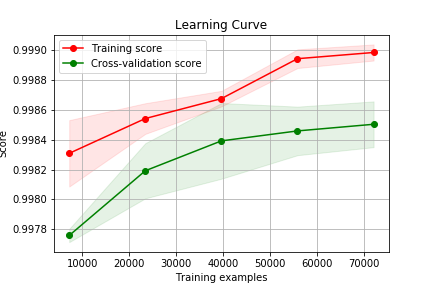 Learning Curve
Training score
Cross-validation score
0.9990
0.9988
0.9986
0.9984
0.9982
0.9980
0.9978
Score
10000 20000 30000 40000 50000 60000 70000
Training examples